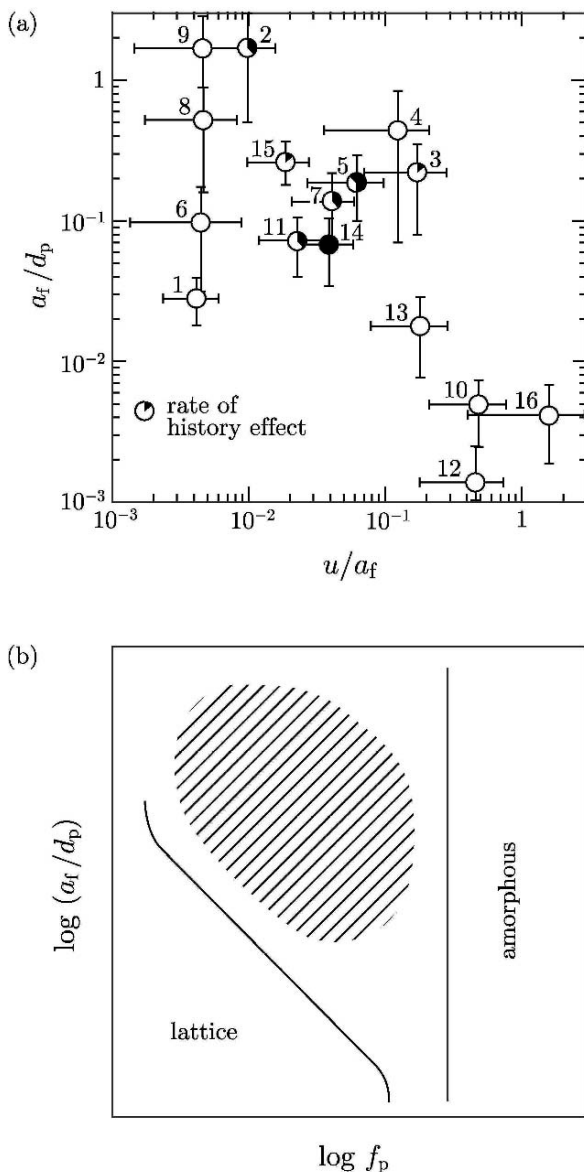 (a)
1
10⁻¹
10⁻²
10⁻³
a_f/d_p
9
2
8
4
15
5
3
7
6
11
14
1
13
10
16
12
rate of
history effect
10⁻³
10⁻²
10⁻¹
1
u/a_f
(b)
log (a_f/d_p)
lattice
amorphous
log f_p